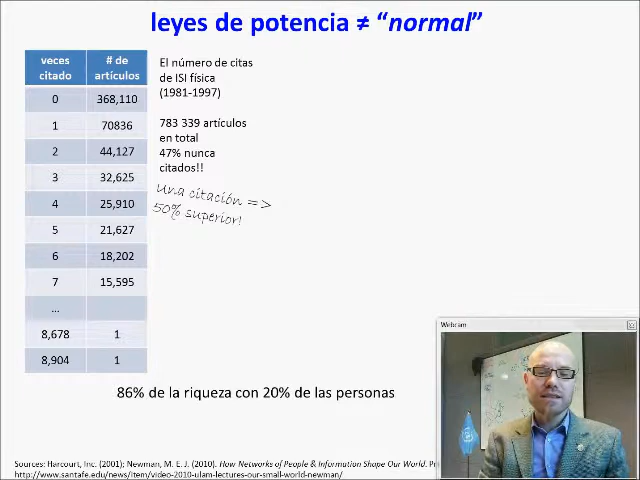 leyes de potencia ≠ "normal"
veces citado # de artículos
0 368,110
1 70836
2 44,127
3 32,625
4 25,910
5 21,627
6 18,202
7 15,595
...
8,678 1
8,904 1
El número de citas
de ISI física
(1981-1997)
783 339 artículos
en total
47% nunca
citados!!
Una citación =>
50% superior!
86% de la riqueza con 20% de las personas
Webcam
Sources: Harcourt, Inc. (2001); Newman, M. E. J. (2010). How Networks of People & Information Shape Our World.
http://www.santafe.edu/news/item/video-2010-ulam-lectures-our-small-world-newman/